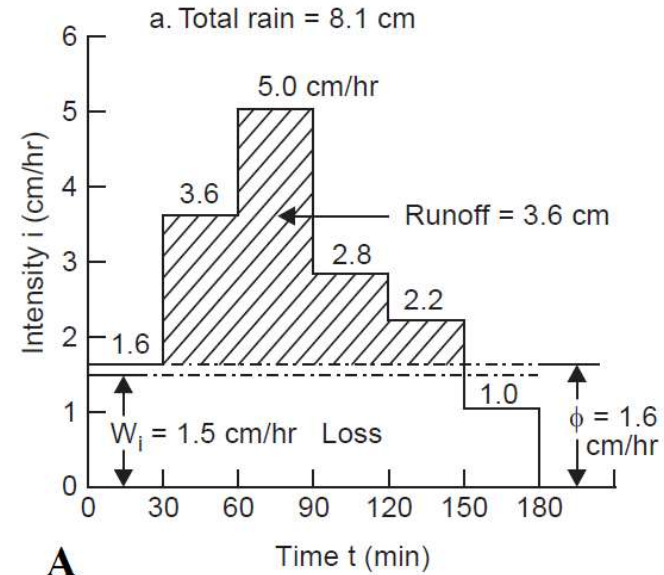 a. Total rain = 8.1 cm
6
5.0 cm/hr
5
4
3.6
Runoff = 3.6 cm
Intensity i (cm/hr)
3
2.8
2.2
2
1.6
1.0
1
Wi = 1.5 cm/hr Loss
ϕ = 1.6
cm/hr
0
0 30 60 90 120 150 180
Time t (min)
A